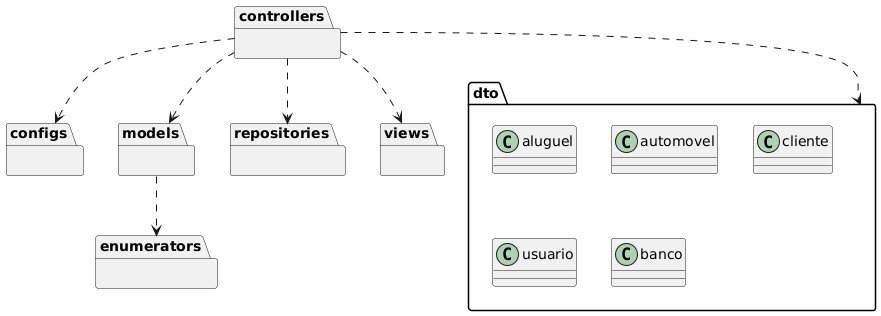 controllers
dto
configs
models
repositories
views
C aluguel
C automovel
C cliente
enumerators
C usuario
C banco